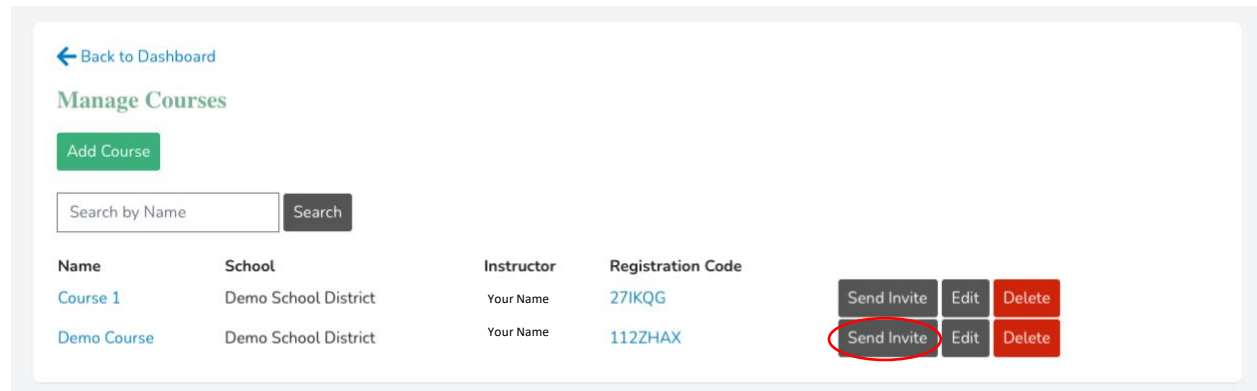 Back to Dashboard
Manage Courses
Add Course
Search by Name Search
Name School Instructor Registration Code
Course 1 Demo School District Your Name 27IKQG Send Invite Edit Delete
Demo Course Demo School District Your Name 112ZHAX Send Invite Edit Delete